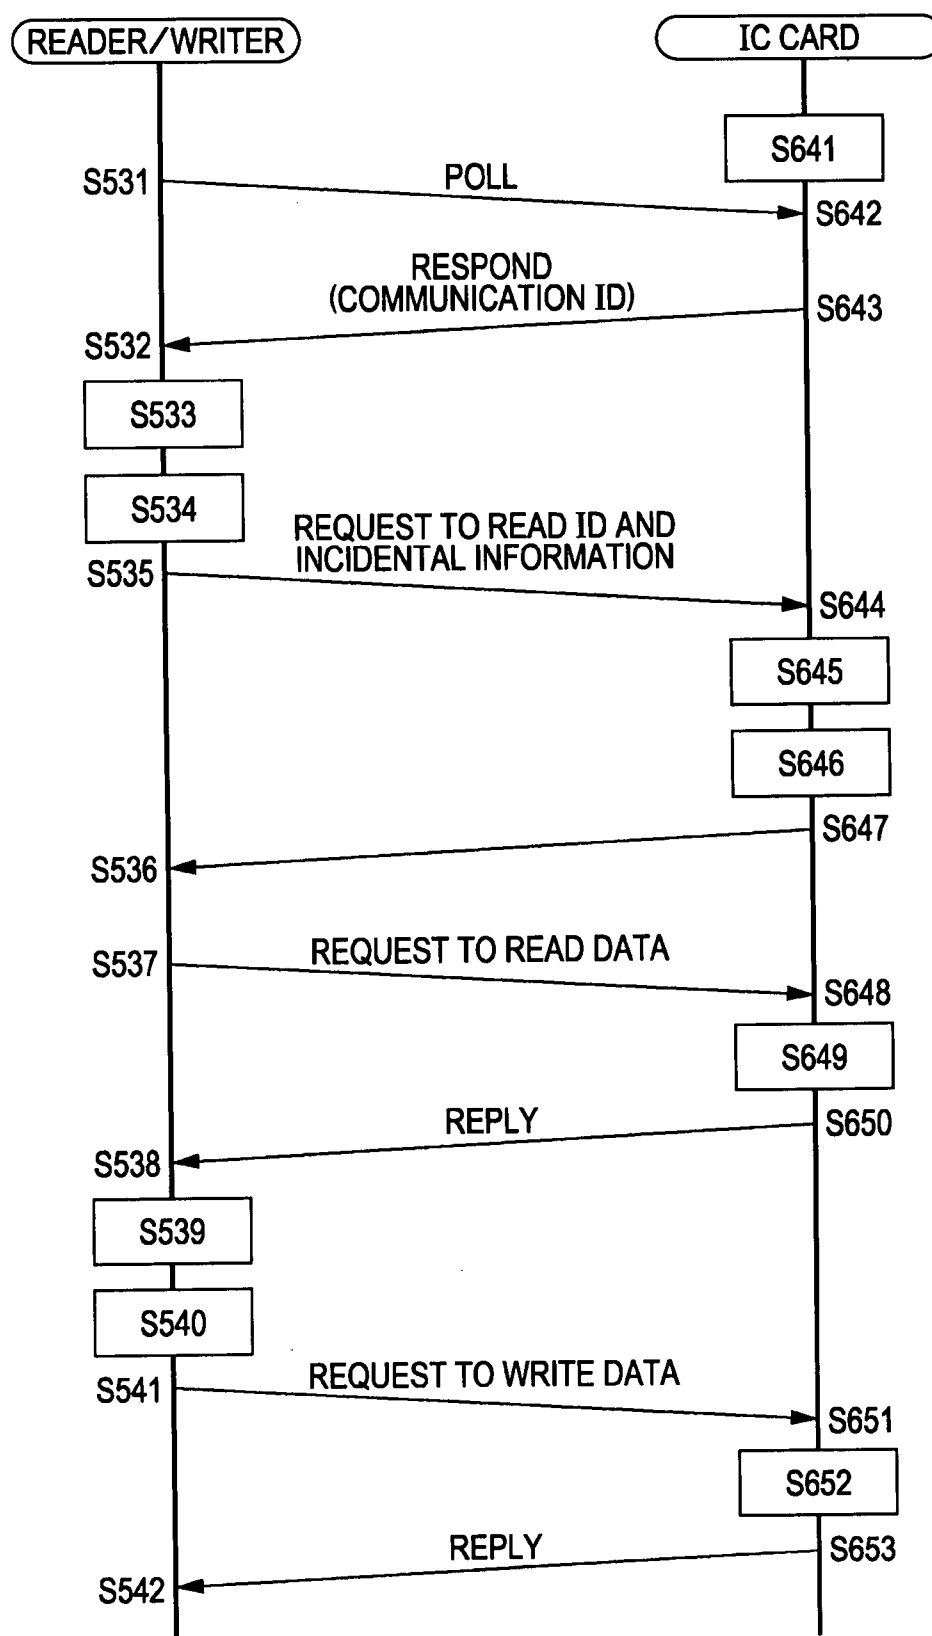 READER/WRITER
IC CARD
S641
S531
POLL
S642
RESPOND
(COMMUNICATION ID)
S643
S532
S533
S534
REQUEST TO READ ID AND
INCIDENTAL INFORMATION
S535
S644
S645
S646
S647
S536
REQUEST TO READ DATA
S537
S648
S649
REPLY
S650
S538
S539
S540
REQUEST TO WRITE DATA
S541
S651
S652
REPLY
S653
S542